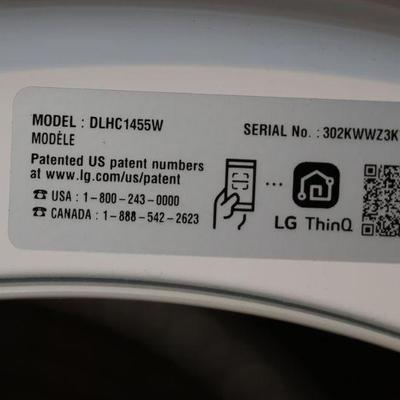 MODEL : DLHC1455W
MODÈLE
SERIAL No. : 302KWWZ3K
Patented US patent numbers
at www.lg.com/us/patent
☎ USA : 1-800-243-0000
☎ CANADA : 1-888-542-2623
...
LG ThinQ